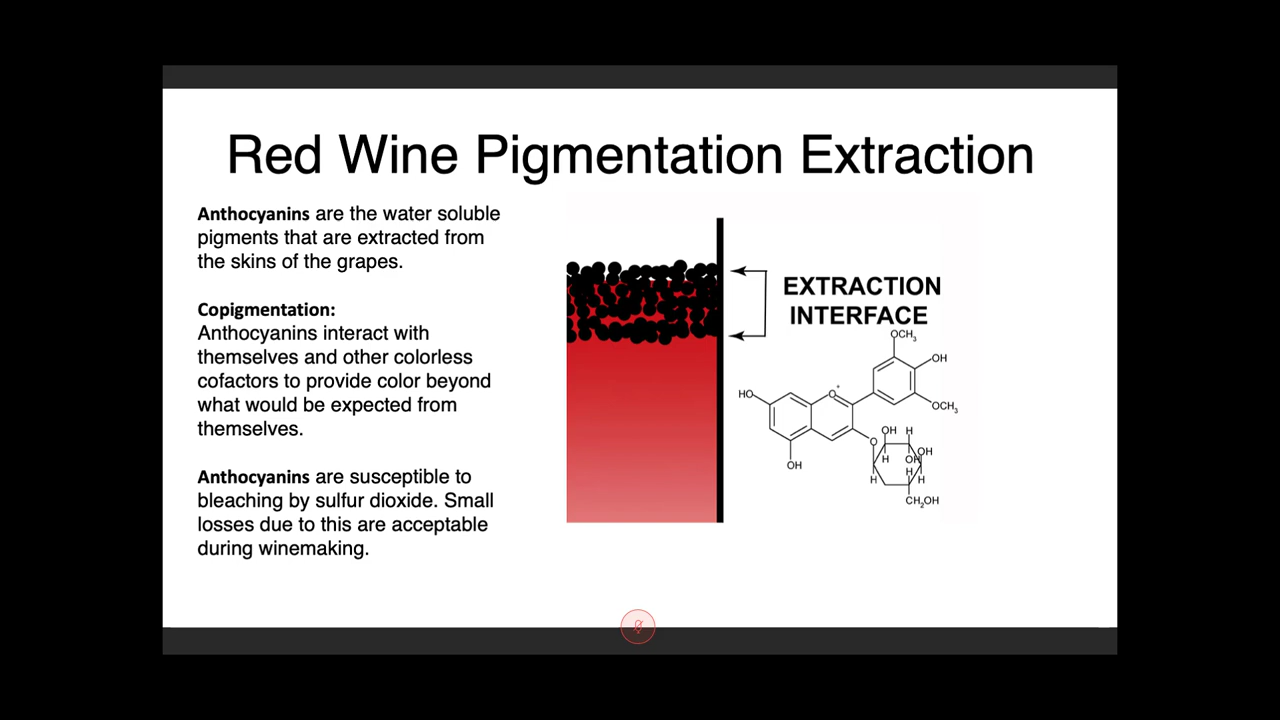 Red Wine Pigmentation Extraction
Anthocyanins are the water soluble
pigments that are extracted from
the skins of the grapes.
Copigmentation:
Anthocyanins interact with
themselves and other colorless
cofactors to provide color beyond
what would be expected from
themselves.
Anthocyanins are susceptible to
bleaching by sulfur dioxide. Small
losses due to this are acceptable
during winemaking.
EXTRACTION
INTERFACE
OCH3
OH
HO
O+
OCH3
OH H
O
OH
H
OH
OH
H
H
H
CH2OH